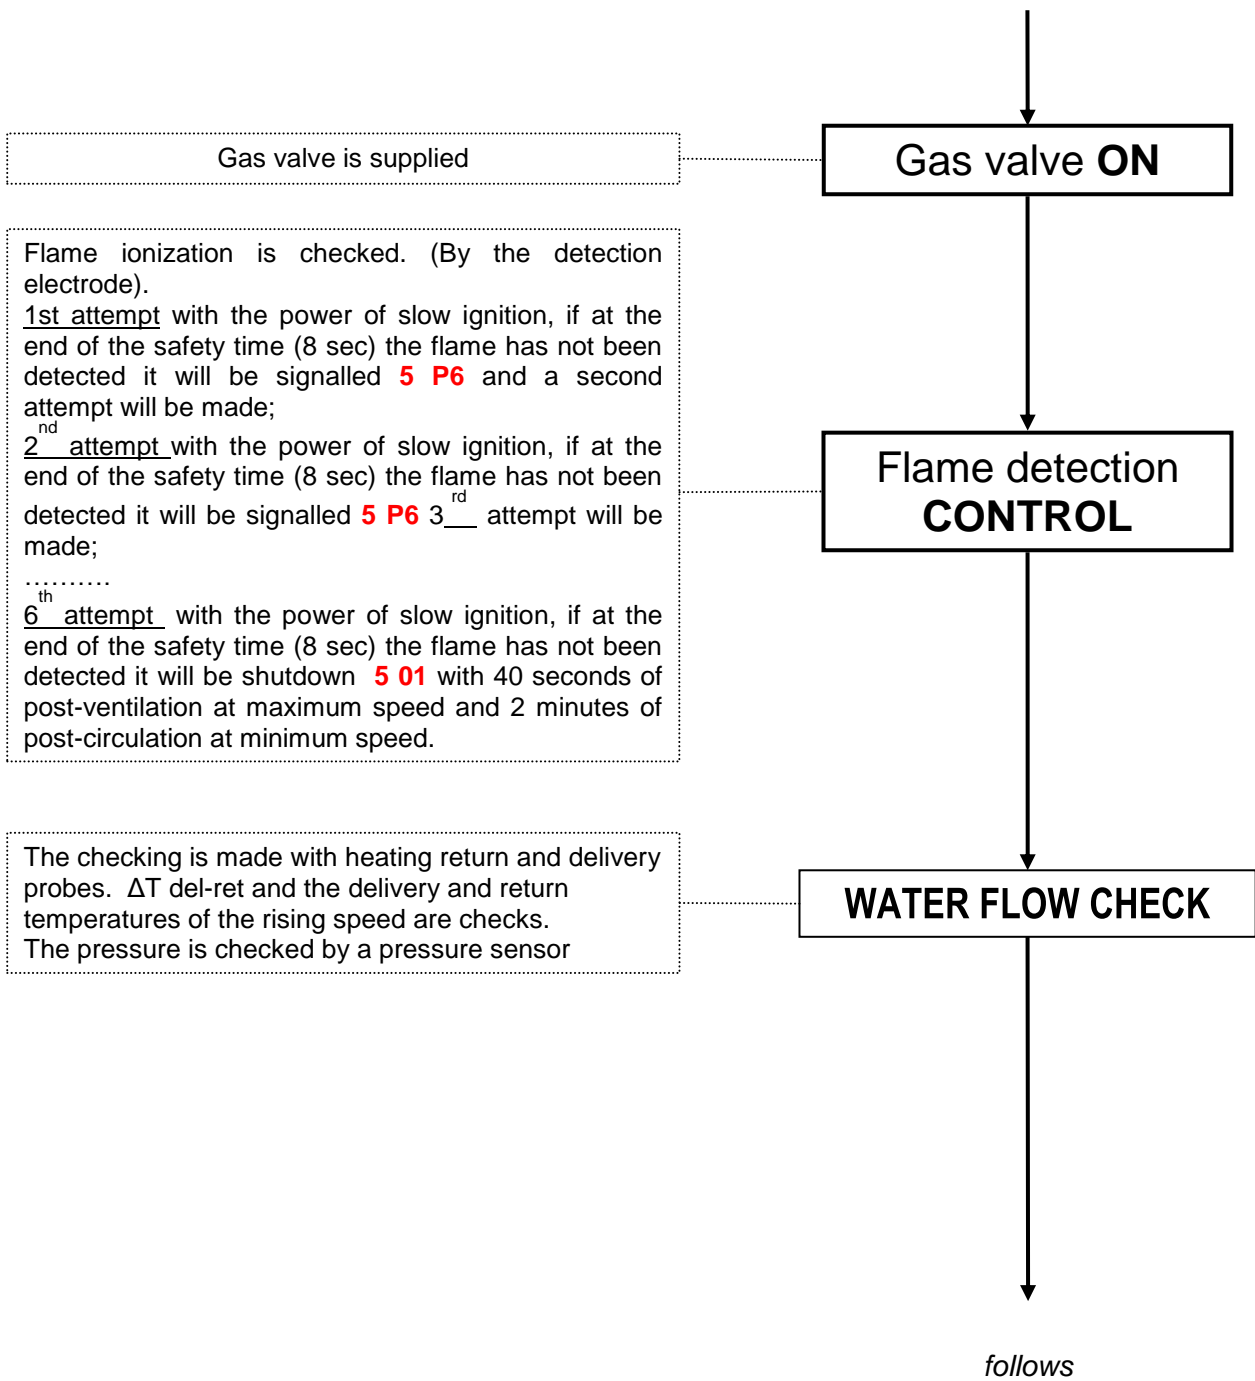 Gas valve is supplied
Gas valve ON
Flame ionization is checked. (By the detection
electrode).
1st attempt with the power of slow ignition, if at the
end of the safety time (8 sec) the flame has not been
detected it will be signalled 5 P6 and a second
attempt will be made;
2nd attempt with the power of slow ignition, if at the
end of the safety time (8 sec) the flame has not been
detected it will be signalled 5 P6 3rd attempt will be
made;
……….
6th attempt with the power of slow ignition, if at the
end of the safety time (8 sec) the flame has not been
detected it will be shutdown 5 01 with 40 seconds of
post-ventilation at maximum speed and 2 minutes of
post-circulation at minimum speed.
Flame detection
CONTROL
The checking is made with heating return and delivery
probes. ΔT del-ret and the delivery and return
temperatures of the rising speed are checks.
The pressure is checked by a pressure sensor
WATER FLOW CHECK
follows